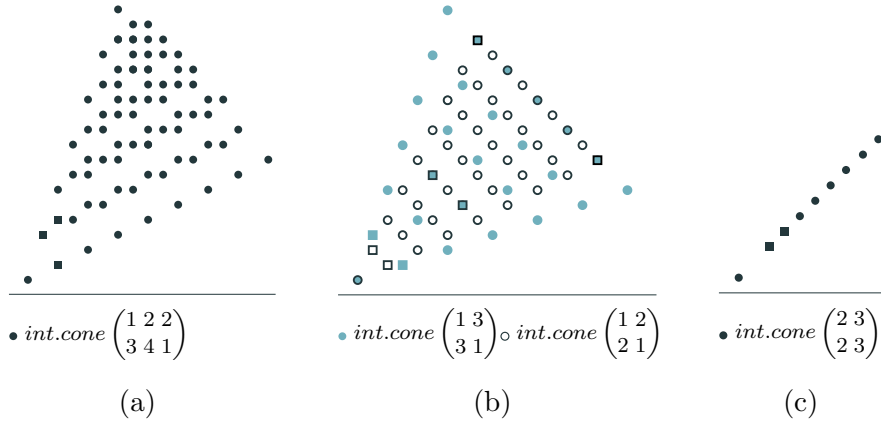 int.cone (1 2 2
3 4 1)
int.cone (1 3
3 1)
int.cone (1 2
2 1)
int.cone (2 3
2 3)
(a)
(b)
(c)